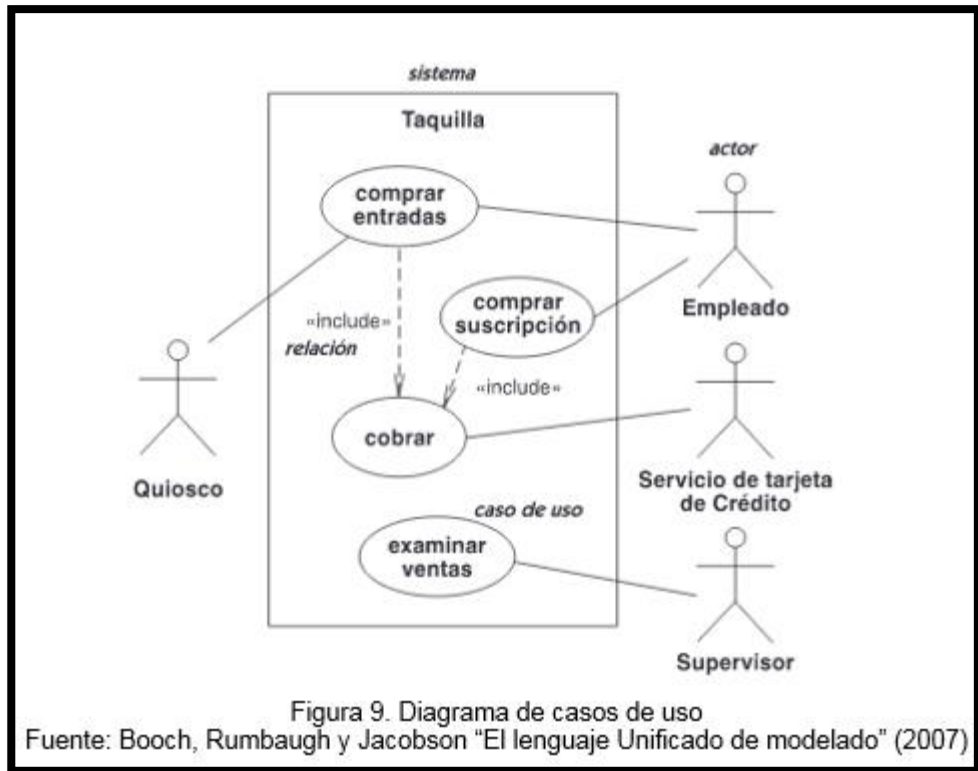 sistema
Taquilla
actor
comprar
entradas
Empleado
comprar
suscripción
«include»
relación
«include»
cobrar
Quiosco
Servicio de tarjeta
de Crédito
caso de uso
examinar
ventas
Supervisor
Figura 9. Diagrama de casos de uso
Fuente: Booch, Rumbaugh y Jacobson “El lenguaje Unificado de modelado” (2007)